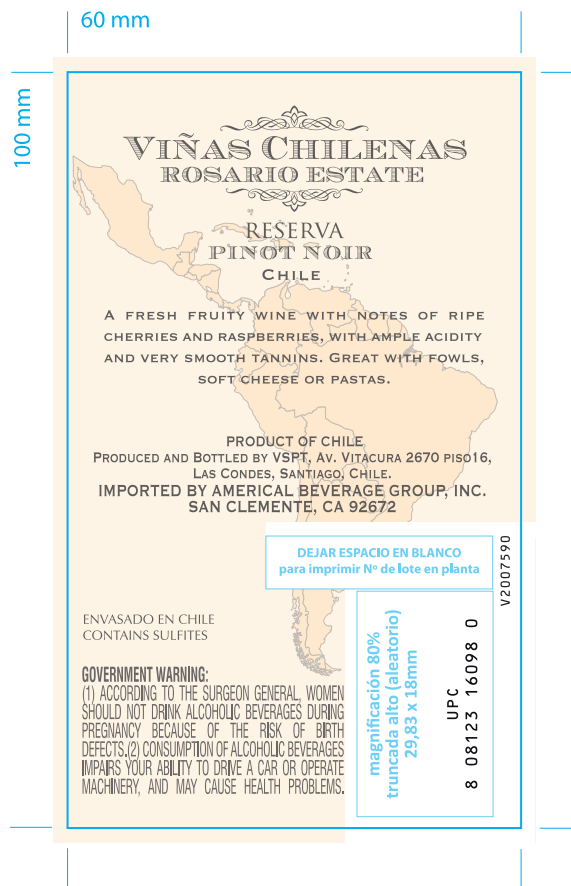 60 mm
100 mm
VIÑAS CHILENAS
ROSARIO ESTATE
RESERVA
PINOT NOIR
CHILE
A FRESH FRUITY WINE WITH NOTES OF RIPE
CHERRIES AND RASPBERRIES, WITH AMPLE ACIDITY
AND VERY SMOOTH TANNINS. GREAT WITH FOWLS,
SOFT CHEESE OR PASTAS.
PRODUCT OF CHILE
PRODUCED AND BOTTLED BY VSPT, AV. VITACURA 2670 PISO16,
LAS CONDES, SANTIAGO, CHILE.
IMPORTED BY AMERICAL BEVERAGE GROUP, INC.
SAN CLEMENTE, CA 92672
DEJAR ESPACIO EN BLANCO
para imprimir Nº de lote en planta
V2007590
ENVASADO EN CHILE
CONTAINS SULFITES
GOVERNMENT WARNING:
(1) ACCORDING TO THE SURGEON GENERAL, WOMEN
SHOULD NOT DRINK ALCOHOLIC BEVERAGES DURING
PREGNANCY BECAUSE OF THE RISK OF BIRTH
DEFECTS.(2) CONSUMPTION OF ALCOHOLIC BEVERAGES
IMPAIRS YOUR ABILITY TO DRIVE A CAR OR OPERATE
MACHINERY, AND MAY CAUSE HEALTH PROBLEMS.
magnificación 80%
truncada alto (aleatorio)
29,83 x 18mm
UPC
8 08123 16098 0